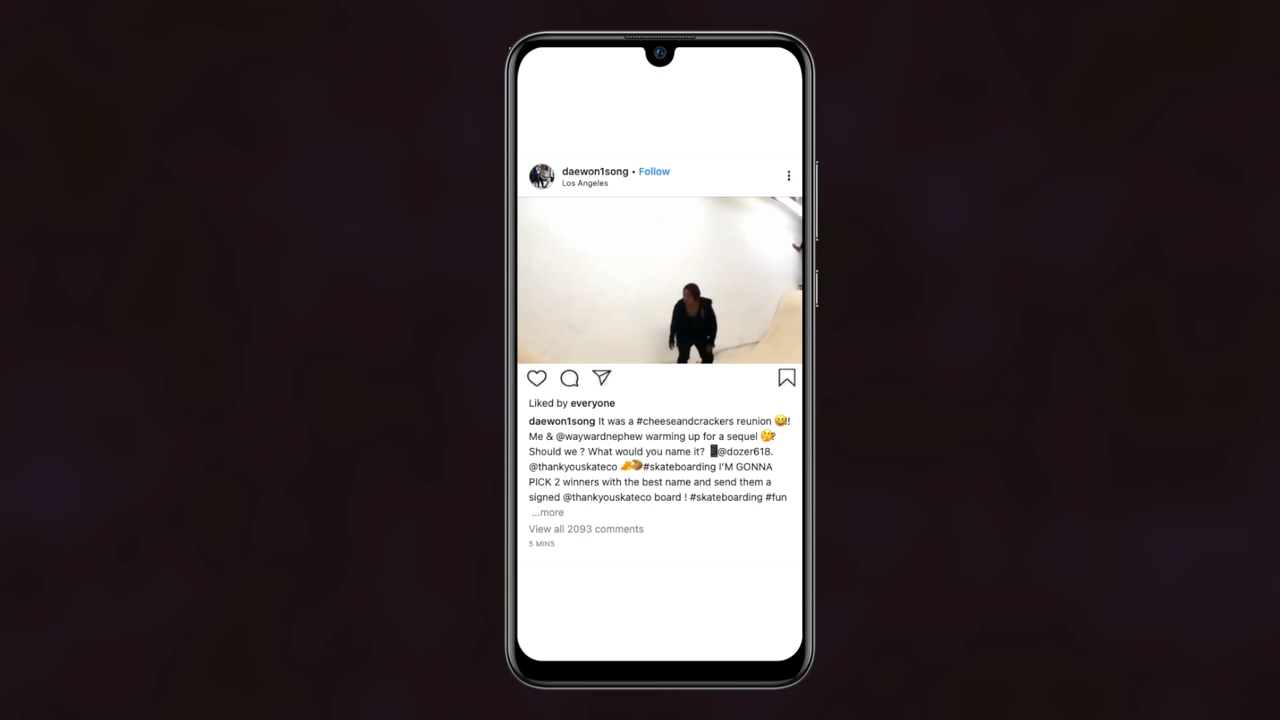 daewon1song • Follow
Los Angeles
Liked by everyone
daewon1song It was a #cheeseandcrackers reunion 😆!!
Me & @waywardnephew warming up for a sequel 🤔?
Should we ? What would you name it? 📱@dozer618.
@thankyouskateco 🧀🍪#skateboarding I'M GONNA
PICK 2 winners with the best name and send them a
signed @thankyouskateco board ! #skateboarding #fun
...more
View all 2093 comments
5 MINS